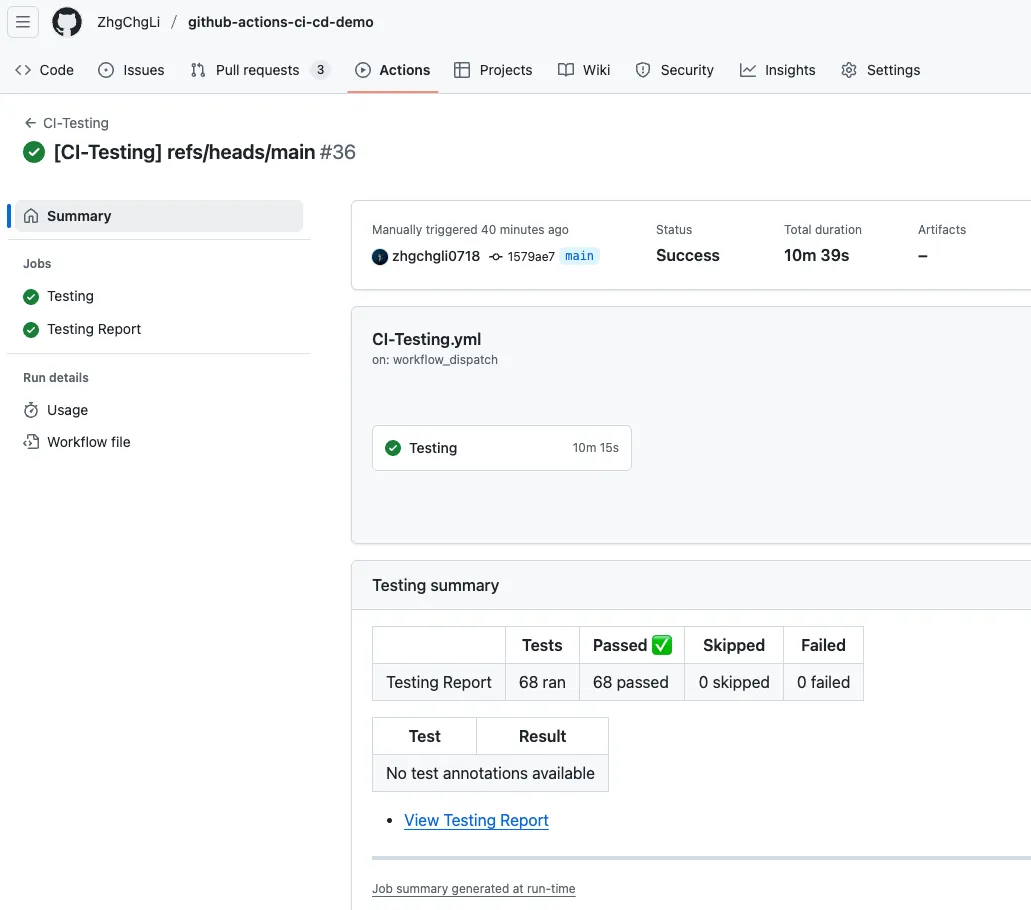 ZhgChgLi / github-actions-ci-cd-demo
Code Issues Pull requests 3 Actions Projects Wiki Security Insights Settings
CI-Testing
[CI-Testing] refs/heads/main #36
Summary
Jobs
Testing
Testing Report
Run details
Usage
Workflow file
Manually triggered 40 minutes ago
zhgchgli0718 1579ae7 main
Status
Success
Total duration
10m 39s
Artifacts
–
CI-Testing.yml
on: workflow_dispatch
Testing 10m 15s
Testing summary
Tests Passed ✅ Skipped Failed
Testing Report 68 ran 68 passed 0 skipped 0 failed
Test Result
No test annotations available
• View Testing Report
Job summary generated at run-time